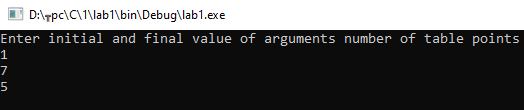 D:\тpc\C\1\lab1\bin\Debug\lab1.exe
Enter initial and final value of arguments number of table points
1
7
5